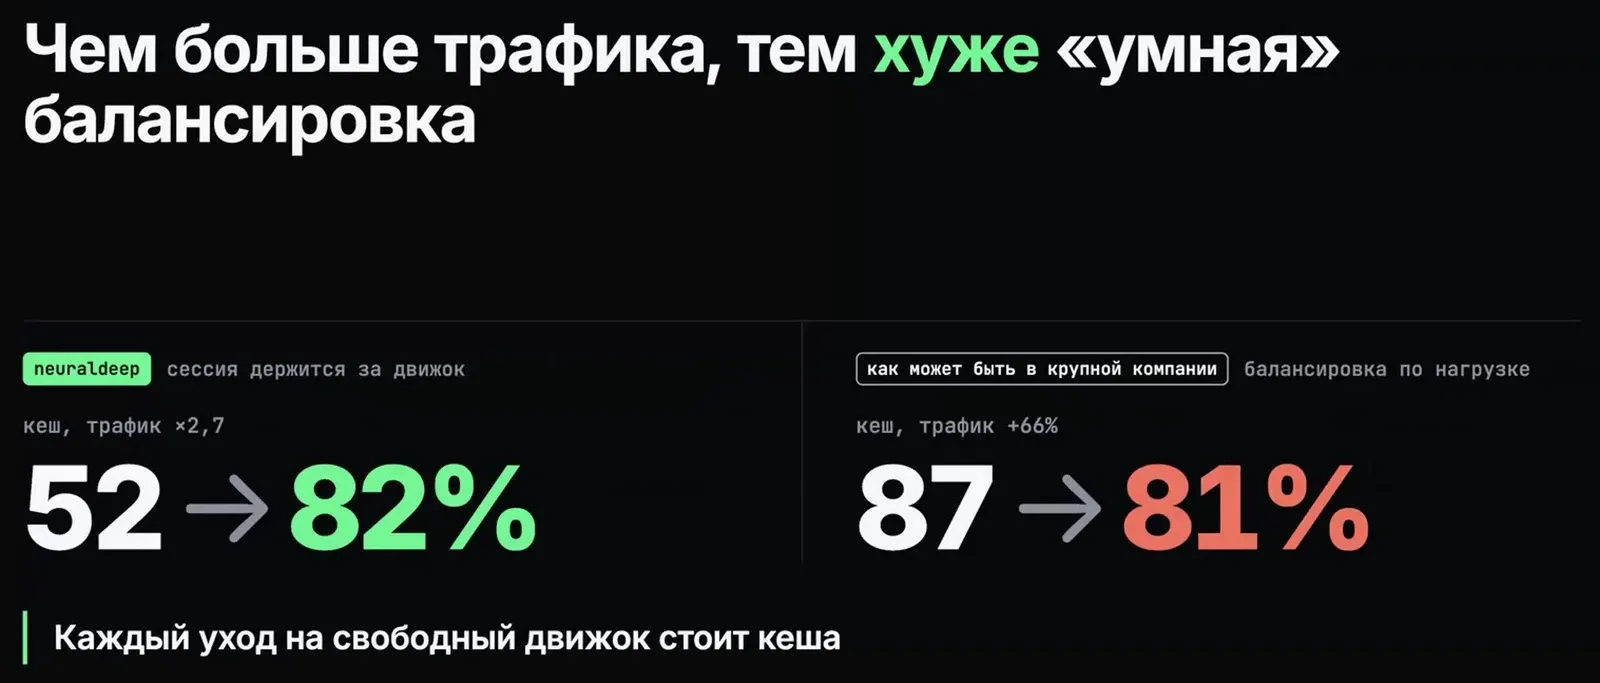 Чем больше трафика, тем хуже «умная»
балансировка
neuraldeep сессия держится за движок
кеш, трафик ×2,7
52 → 82%
как может быть в крупной компании балансировка по нагрузке
кеш, трафик +66%
87 → 81%
Каждый уход на свободный движок стоит кеша